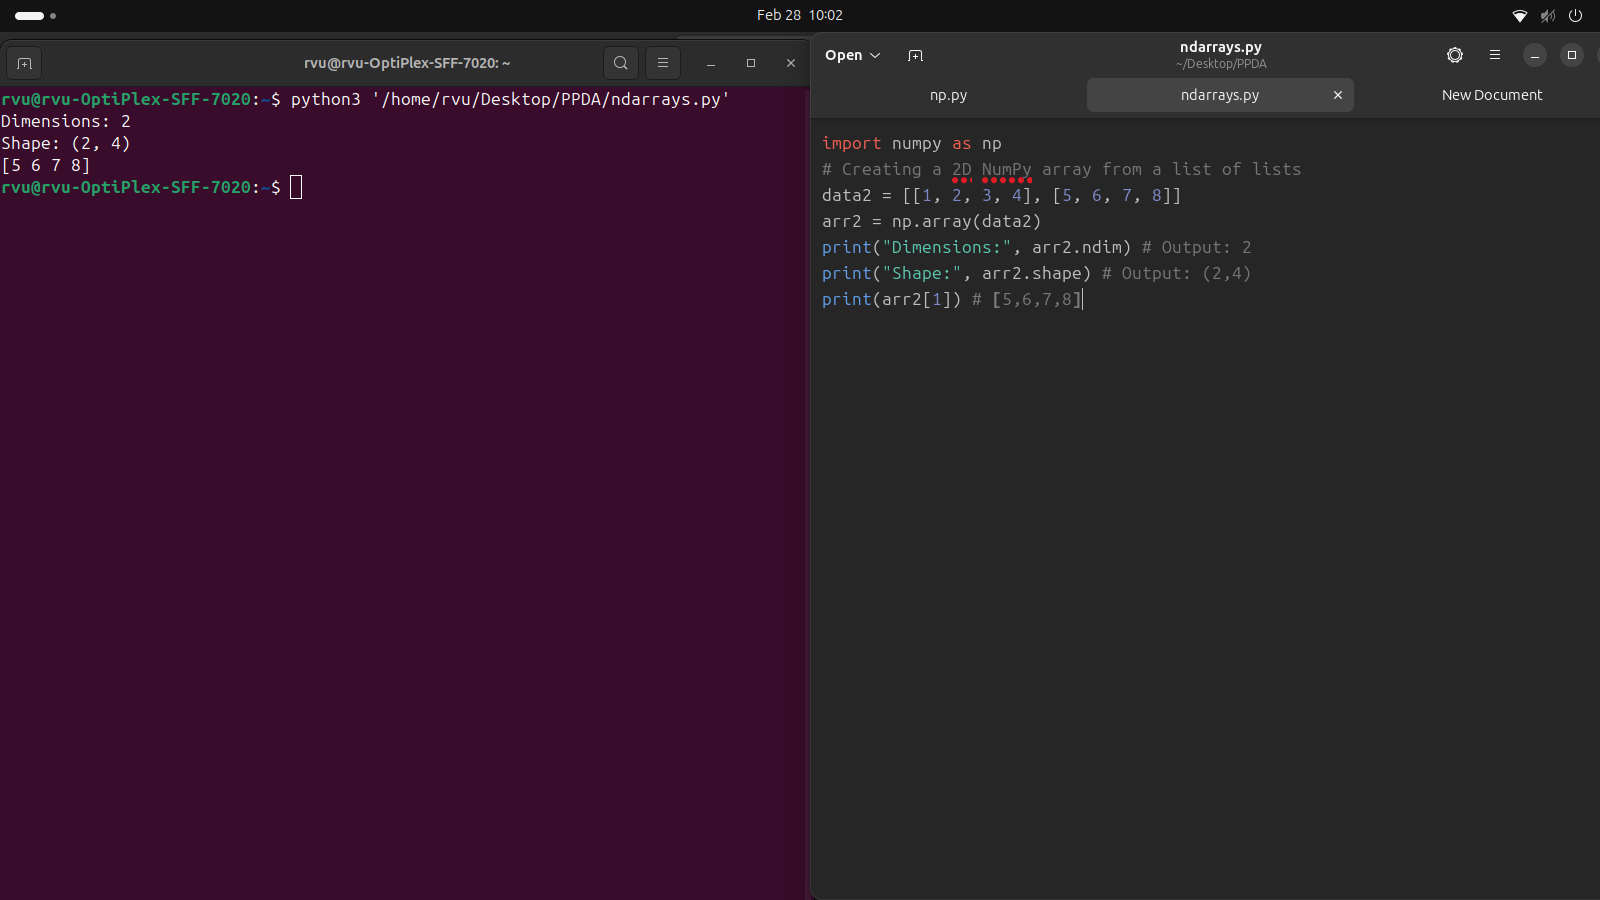 Feb 28 10:02
rvu@rvu-OptiPlex-SFF-7020: ~
rvu@rvu-OptiPlex-SFF-7020:~$ python3 '/home/rvu/Desktop/PPDA/ndarrays.py'
Dimensions: 2
Shape: (2, 4)
[5 6 7 8]
rvu@rvu-OptiPlex-SFF-7020:~$
Open
ndarrays.py
~/Desktop/PPDA
np.py
ndarrays.py
New Document
import numpy as np
# Creating a 2D NumPy array from a list of lists
data2 = [[1, 2, 3, 4], [5, 6, 7, 8]]
arr2 = np.array(data2)
print("Dimensions:", arr2.ndim) # Output: 2
print("Shape:", arr2.shape) # Output: (2,4)
print(arr2[1]) # [5,6,7,8]